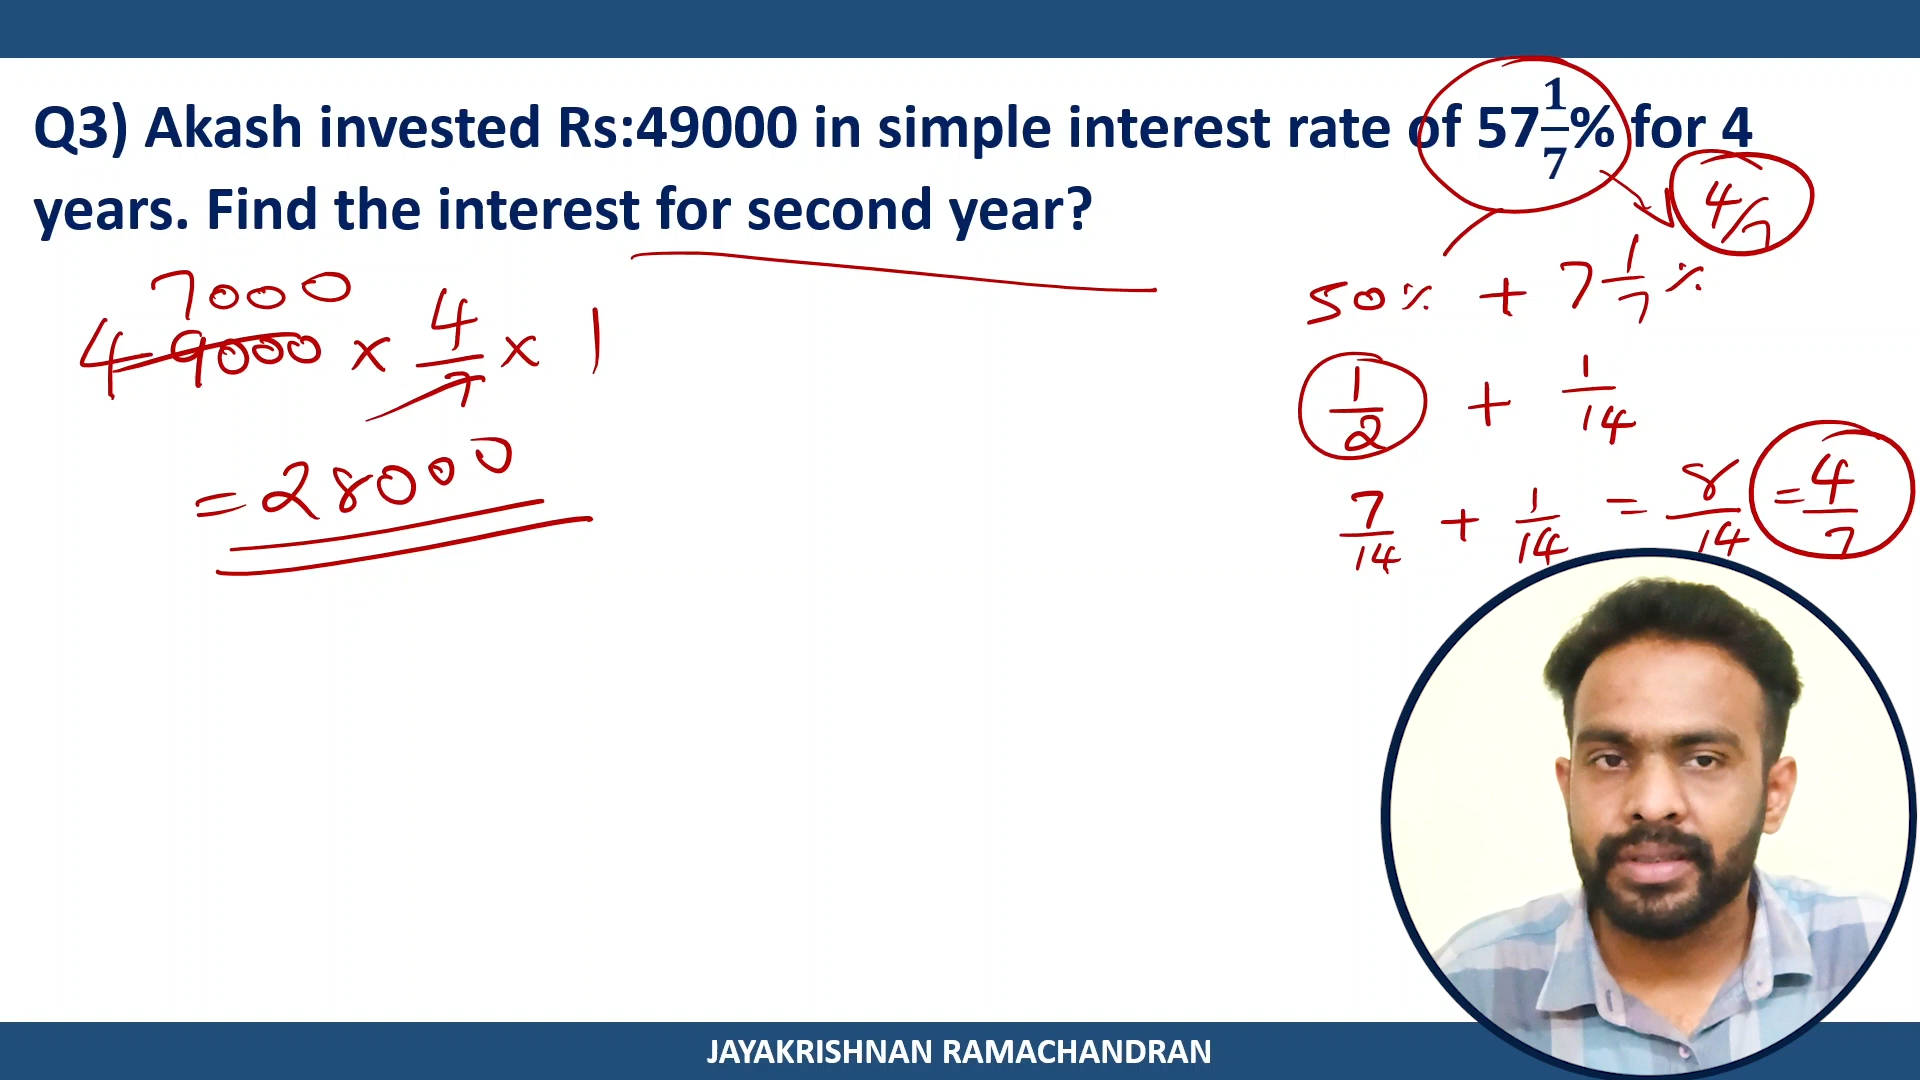 Q3) Akash invested Rs:49000 in simple interest rate of 57 1/7 % for 4
years. Find the interest for second year?
4/7
7000
49000 × 4/7 × 1
= 28000
50% + 7 1/7 %
1/2 + 1/14
7/14 + 1/14 = 8/14 = 4/7
JAYAKRISHNAN RAMACHANDRAN